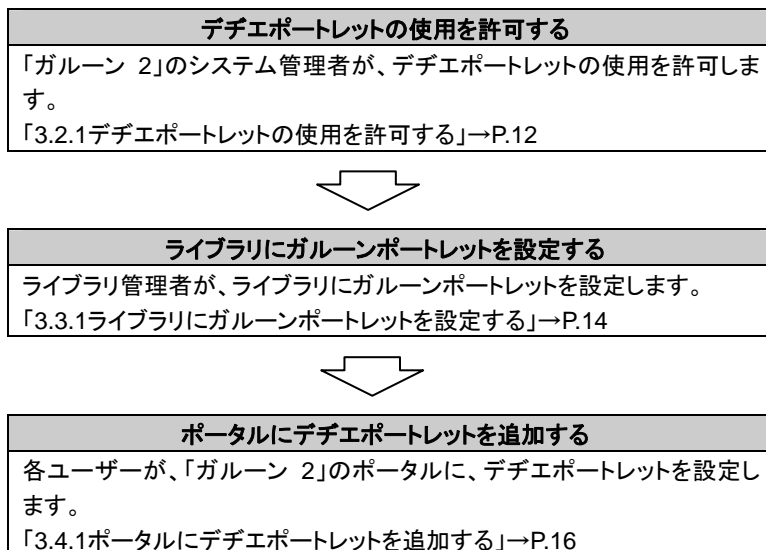 デヂエポートレットの使用を許可する
「ガルーン 2」のシステム管理者が、デヂエポートレットの使用を許可しま
す。
「3.2.1デヂエポートレットの使用を許可する」→P.12
ライブラリにガルーンポートレットを設定する
ライブラリ管理者が、ライブラリにガルーンポートレットを設定します。
「3.3.1ライブラリにガルーンポートレットを設定する」→P.14
ポータルにデヂエポートレットを追加する
各ユーザーが、「ガルーン 2」のポータルに、デヂエポートレットを設定し
ます。
「3.4.1ポータルにデヂエポートレットを追加する」→P.16